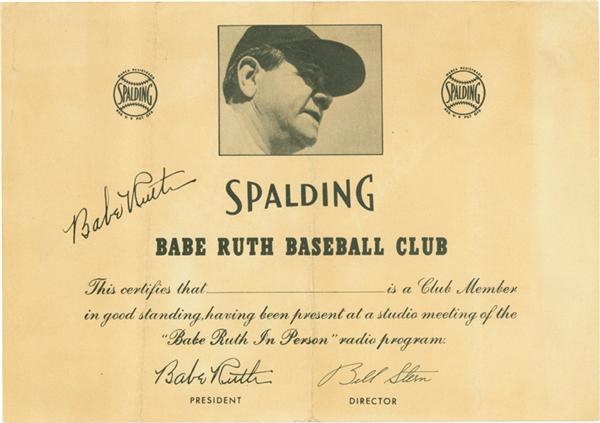 SPALDING
SPALDING
Babe Ruth
SPALDING
BABE RUTH BASEBALL CLUB
This certifies that is a Club Member
in good standing, having been present at a studio meeting of the
"Babe Ruth In Person" radio program:
Babe Ruth
Bill Stern
PRESIDENT
DIRECTOR